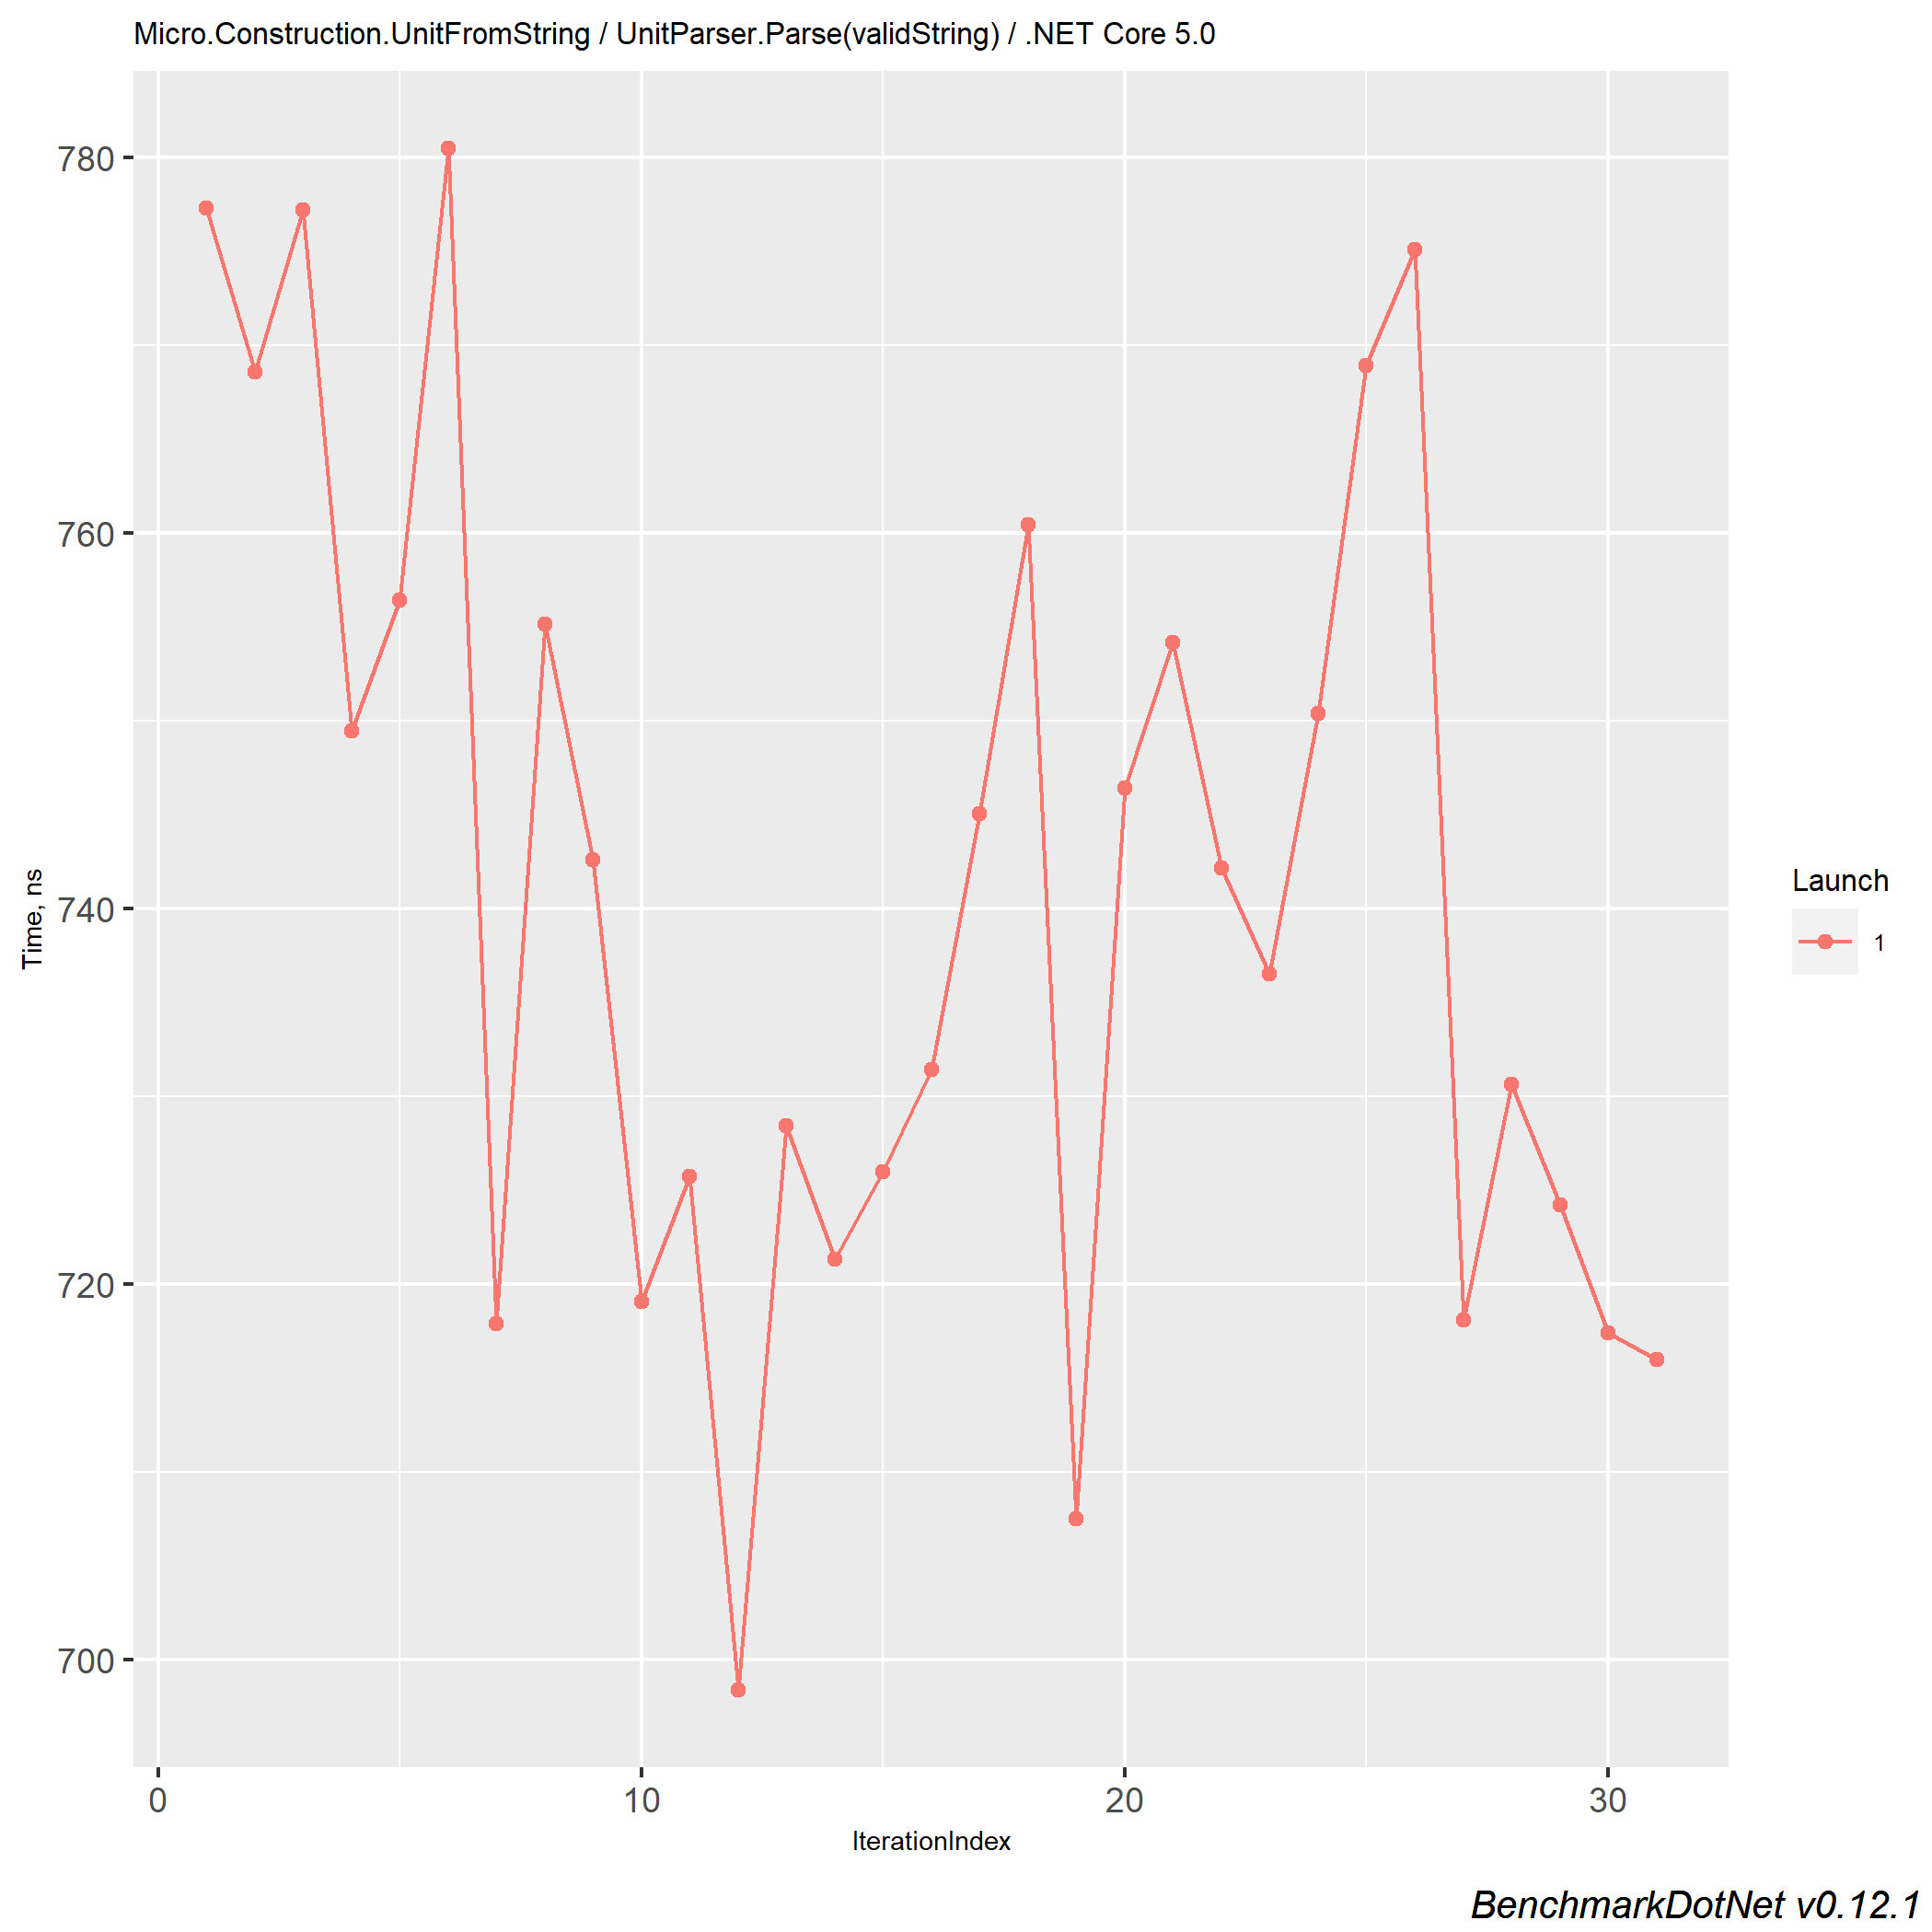 Micro.Construction.UnitFromString / UnitParser.Parse(validString) / .NET Core 5.0
780
760
740
720
700
Time, ns
0 10 20 30
IterationIndex
Launch
1
BenchmarkDotNet v0.12.1